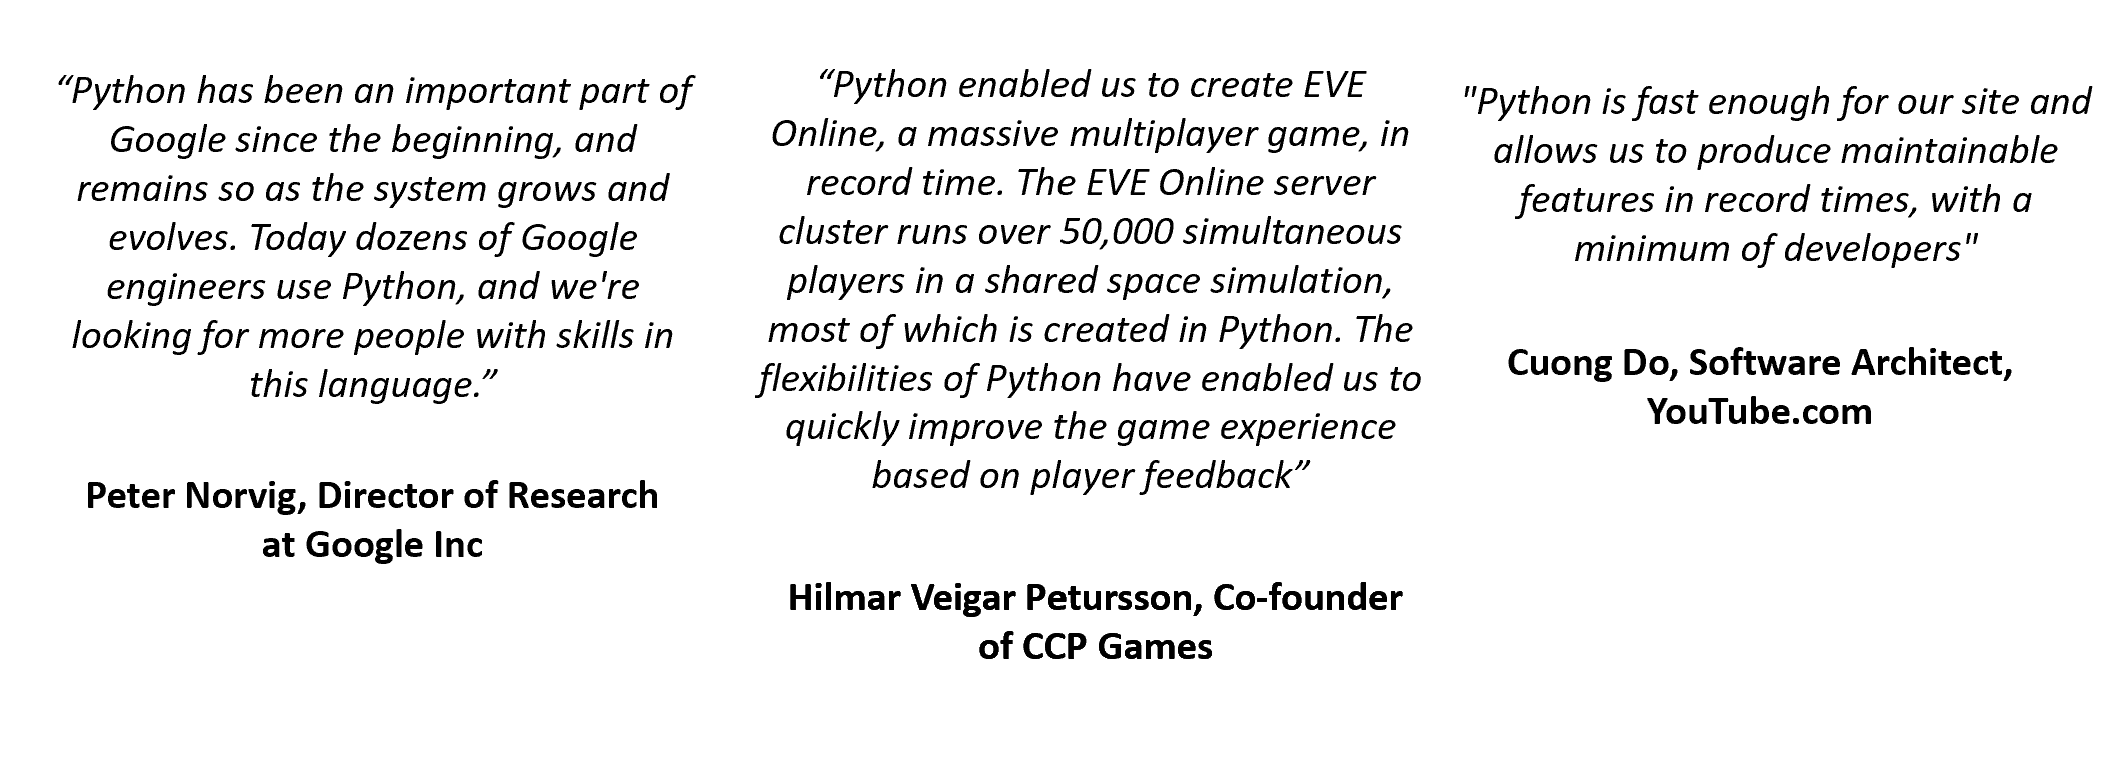 “Python has been an important part of
Google since the beginning, and
remains so as the system grows and
evolves. Today dozens of Google
engineers use Python, and we're
looking for more people with skills in
this language.”
Peter Norvig, Director of Research
at Google Inc
“Python enabled us to create EVE
Online, a massive multiplayer game, in
record time. The EVE Online server
cluster runs over 50,000 simultaneous
players in a shared space simulation,
most of which is created in Python. The
flexibilities of Python have enabled us to
quickly improve the game experience
based on player feedback”
Hilmar Veigar Petursson, Co-founder
of CCP Games
"Python is fast enough for our site and
allows us to produce maintainable
features in record times, with a
minimum of developers"
Cuong Do, Software Architect,
YouTube.com